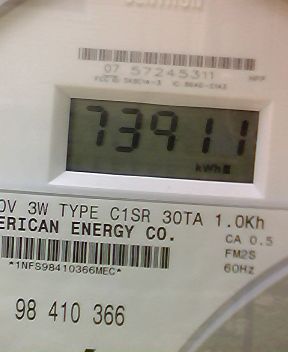 07 57245311
73911
kWh
0V 3W TYPE C1SR 30TA 1.0Kh
ERICAN ENERGY CO.
CA 0.5
FM2S
60HZ
*1NFS98410366MEC*
98 410 366